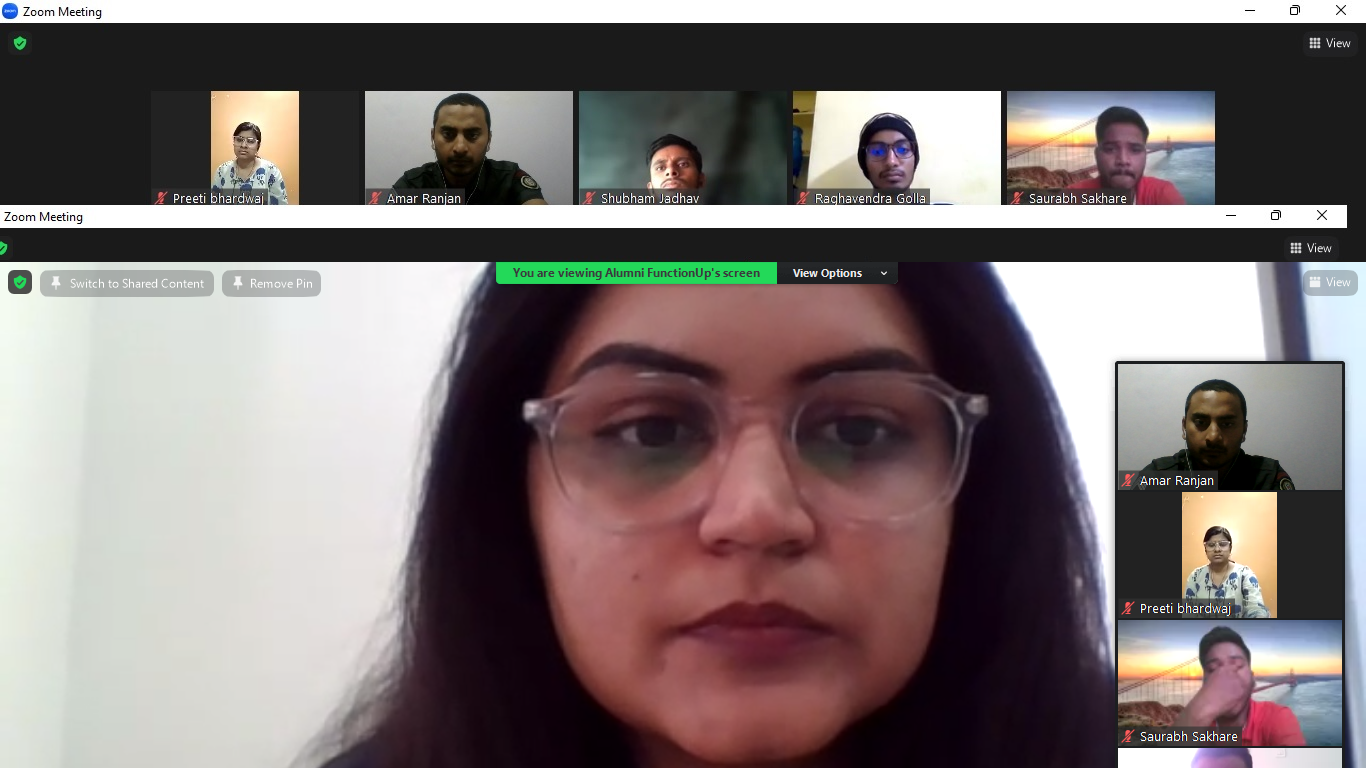 zoom Zoom Meeting
View
Preeti bhardwaj
Amar Ranjan
Shubham Jadhav
Raghavendra Golla
Saurabh Sakhare
Zoom Meeting
View
You are viewing Alumni FunctionUp's screen View Options
Switch to Shared Content Remove Pin View
Amar Ranjan
Preeti bhardwaj
Saurabh Sakhare